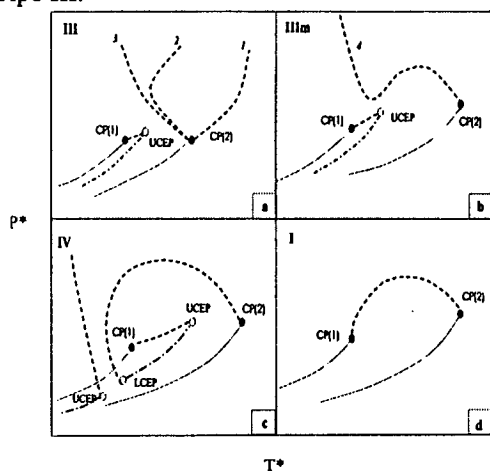 III
3
2
1
CP(1)
UCEP
CP(2)
a
IIIm
4
CP(1)
UCEP
CP(2)
b
P*
IV
UCEP
CP(2)
CP(1)
LCEP
UCEP
c
I
CP(1)
CP(2)
d
T*